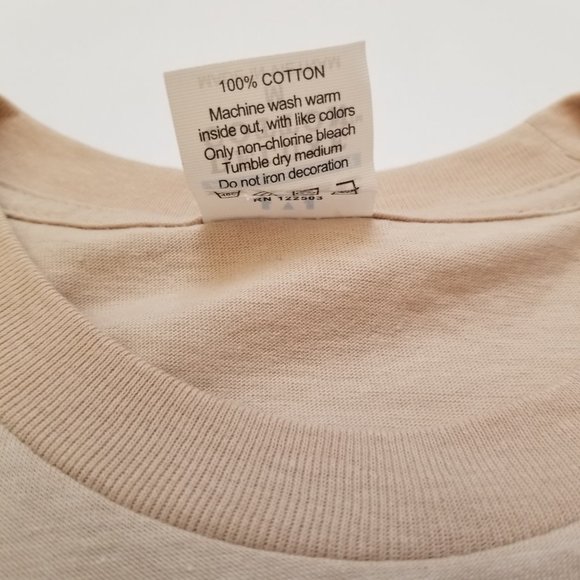 100% COTTON
Machine wash warm
inside out, with like colors
Only non-chlorine bleach
Tumble dry medium
Do not iron decoration
RN 122503